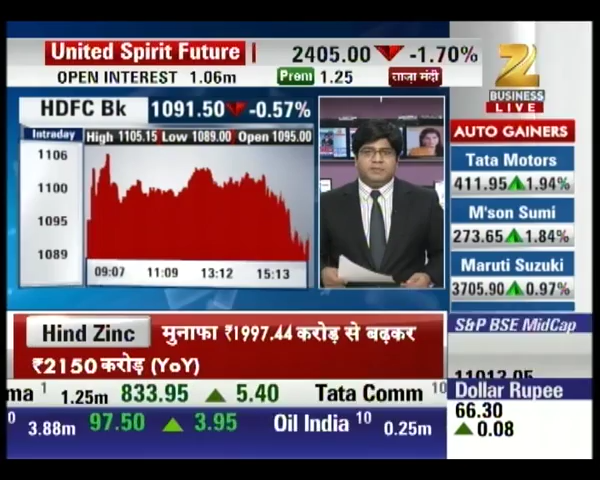 United Spirit Future
2405.00 -1.70%
OPEN INTEREST 1.06m Prem 1.25 ताज़ा मंदी
Z
BUSINESS
LIVE
HDFC Bk 1091.50 -0.57%
Intraday High 1105.15 Low 1089.00 Open 1095.00
1106
1100
1095
1089
09:07 11:09 13:12 15:13
AUTO GAINERS
Tata Motors
411.95 1.94%
M'son Sumi
273.65 1.84%
Maruti Suzuki
3705.90 0.97%
S&P BSE MidCap
Hind Zinc मुनाफा ₹1997.44 करोड़ से बढ़कर
₹2150 करोड़ (YoY)
ma 1 1.25m 833.95 5.40 Tata Comm 10
0 3.88m 97.50 3.95 Oil India 10 0.25m
Dollar Rupee
66.30
0.08